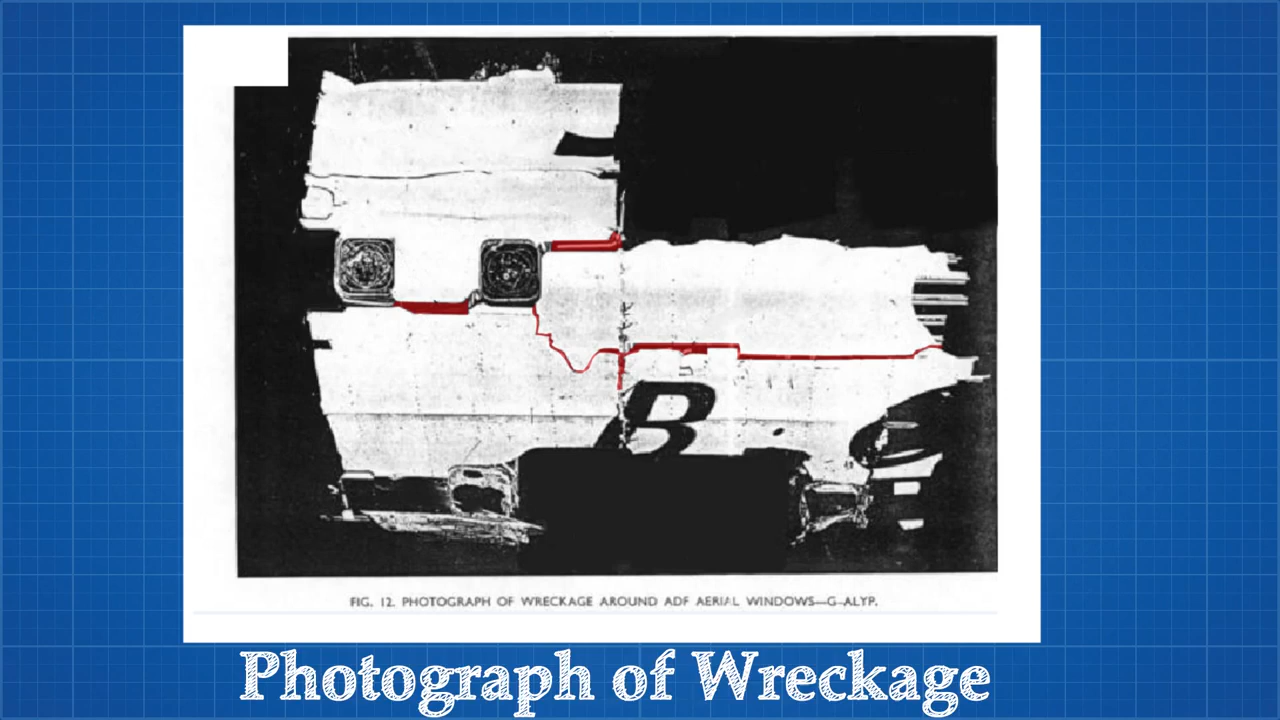 B
FIG. 12. PHOTOGRAPH OF WRECKAGE AROUND ADF AERIAL WINDOWS—G-ALYP.
Photograph of Wreckage